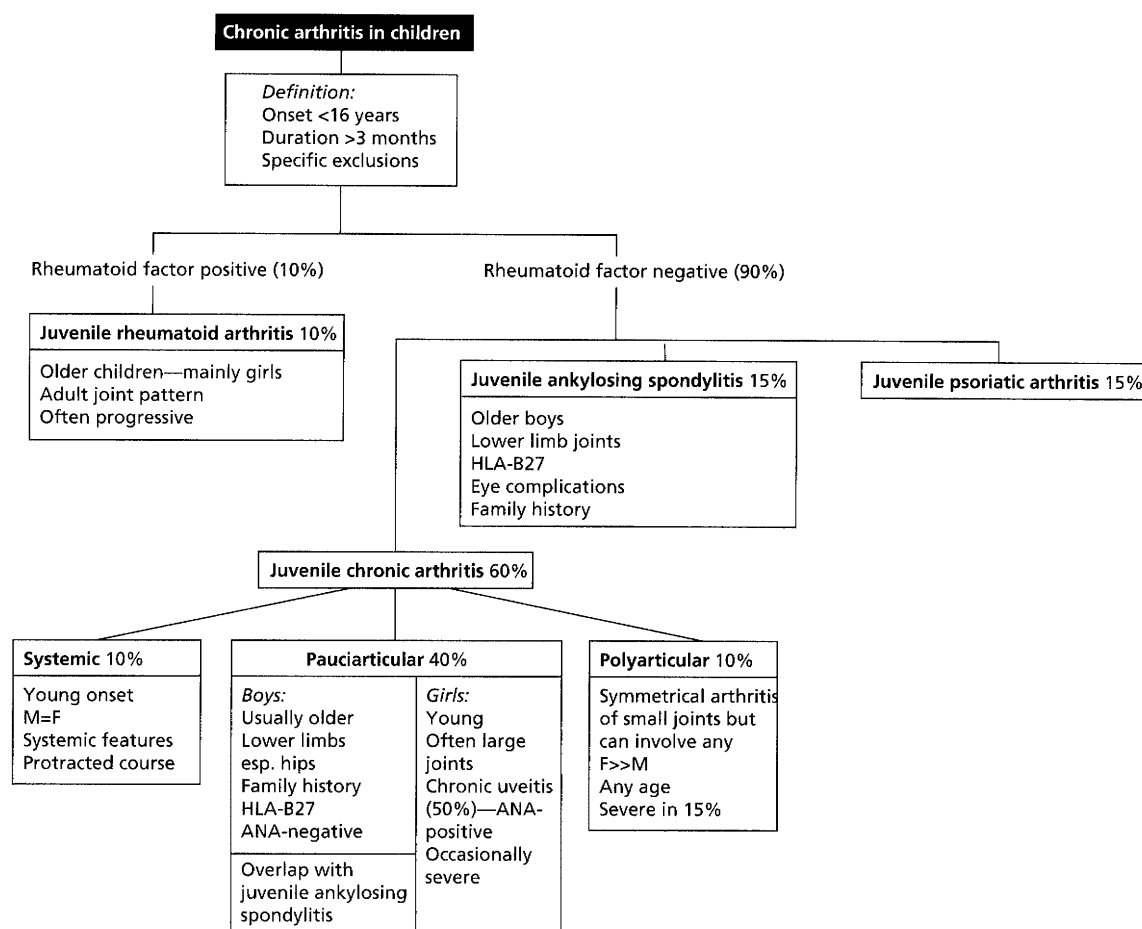 Chronic arthritis in children
Definition:
Onset <16 years
Duration >3 months
Specific exclusions
Rheumatoid factor positive (10%)
Rheumatoid factor negative (90%)
Juvenile rheumatoid arthritis 10%
Older children—mainly girls
Adult joint pattern
Often progressive
Juvenile ankylosing spondylitis 15%
Older boys
Lower limb joints
HLA-B27
Eye complications
Family history
Juvenile psoriatic arthritis 15%
Juvenile chronic arthritis 60%
Systemic 10%
Young onset
M=F
Systemic features
Protracted course
Pauciarticular 40%
Boys:
Usually older
Lower limbs
esp. hips
Family history
HLA-B27
ANA-negative
Overlap with
juvenile ankylosing
spondylitis
Girls:
Young
Often large
joints
Chronic uveitis
(50%)—ANA-
positive
Occasionally
severe
Polyarticular 10%
Symmetrical arthritis
of small joints but
can involve any
F>>M
Any age
Severe in 15%